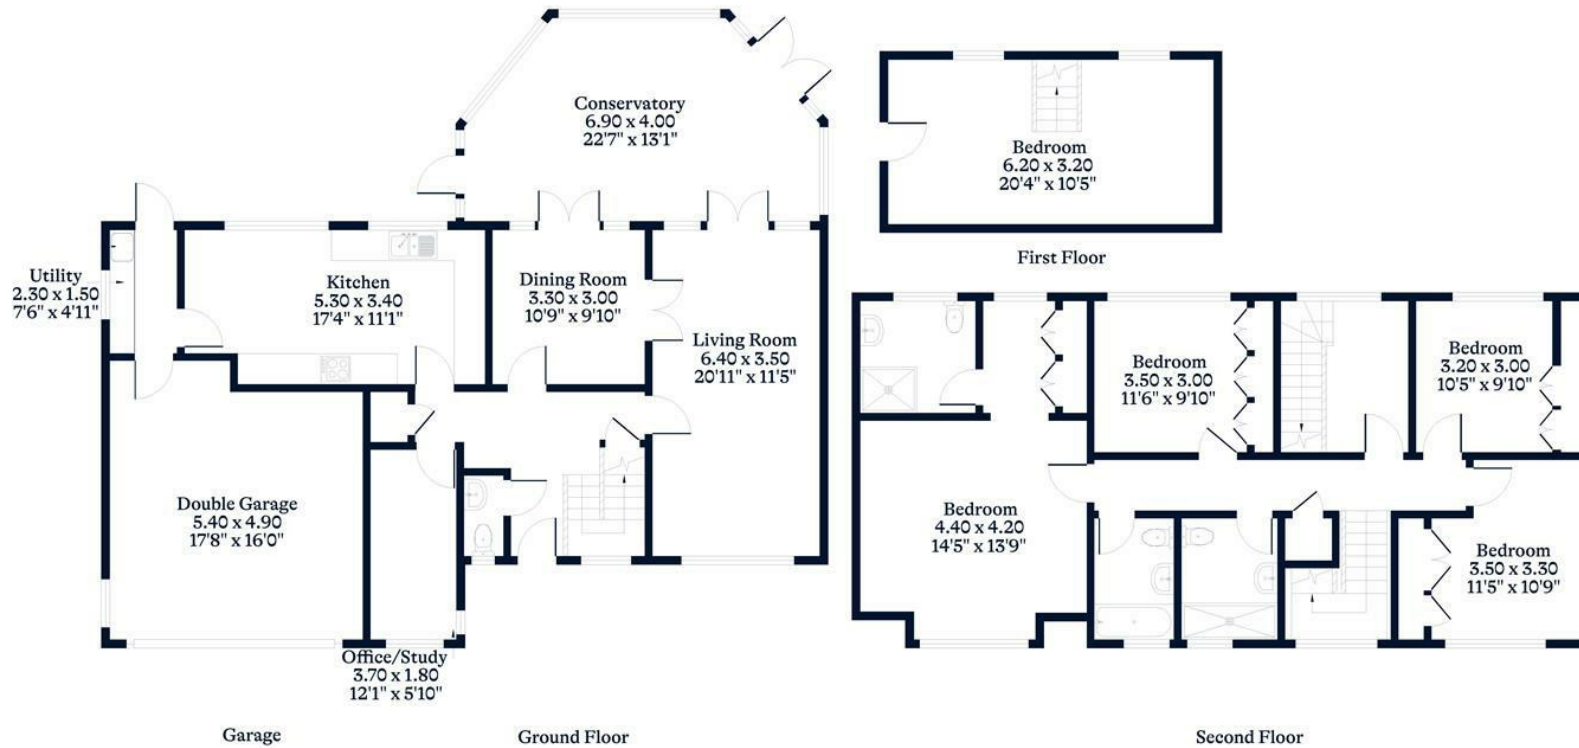 Conservatory
6.90 x 4.00
22'7" x 13'1"
Bedroom
6.20 x 3.20
20'4" x 10'5"
First Floor
Utility
2.30 x 1.50
7'6" x 4'11"
Kitchen
5.30 x 3.40
17'4" x 11'1"
Dining Room
3.30 x 3.00
10'9" x 9'10"
Living Room
6.40 x 3.50
20'11" x 11'5"
Bedroom
3.50 x 3.00
11'6" x 9'10"
Bedroom
3.20 x 3.00
10'5" x 9'10"
Double Garage
5.40 x 4.90
17'8" x 16'0"
Bedroom
4.40 x 4.20
14'5" x 13'9"
Bedroom
3.50 x 3.30
11'5" x 10'9"
Office/Study
3.70 x 1.80
12'1" x 5'10"
Garage
Ground Floor
Second Floor